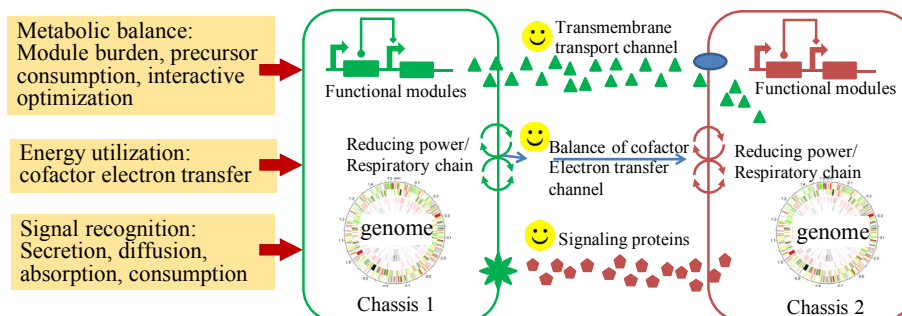 Metabolic balance:
Module burden, precursor
consumption, interactive
optimization
Energy utilization:
cofactor electron transfer
Signal recognition:
Secretion, diffusion,
absorption, consumption
Functional modules
Reducing power/
Respiratory chain
genome
Chassis 1
Transmembrane
transport channel
Balance of cofactor
Electron transfer
channel
Signaling proteins
Functional modules
Reducing power/
Respiratory chain
genome
Chassis 2